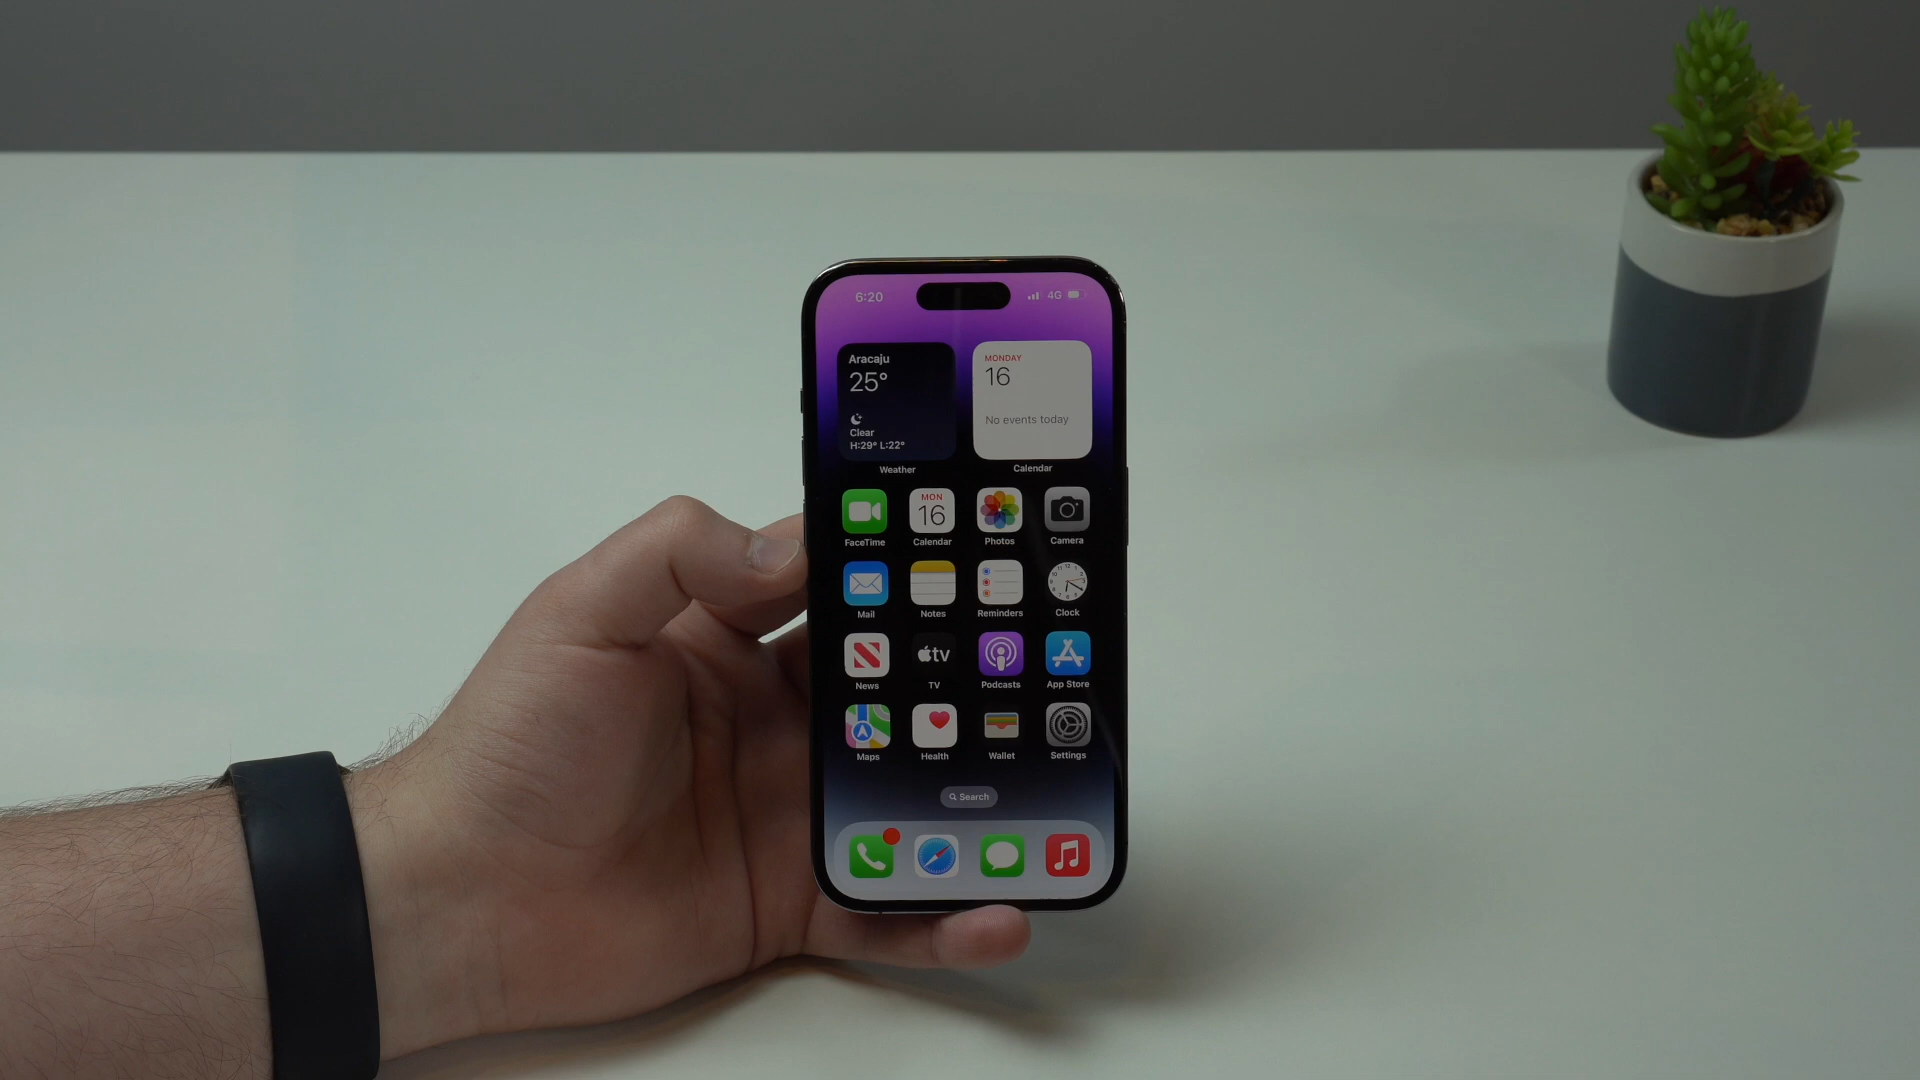 6:20
4G
Aracaju
25°
Clear
H:29° L:22°
Weather
MONDAY
16
No events today
Calendar
FaceTime
MON
16
Calendar
Photos
Camera
Mail
Notes
Reminders
Clock
News
tv
TV
Podcasts
App Store
Maps
Health
Wallet
Settings
Search